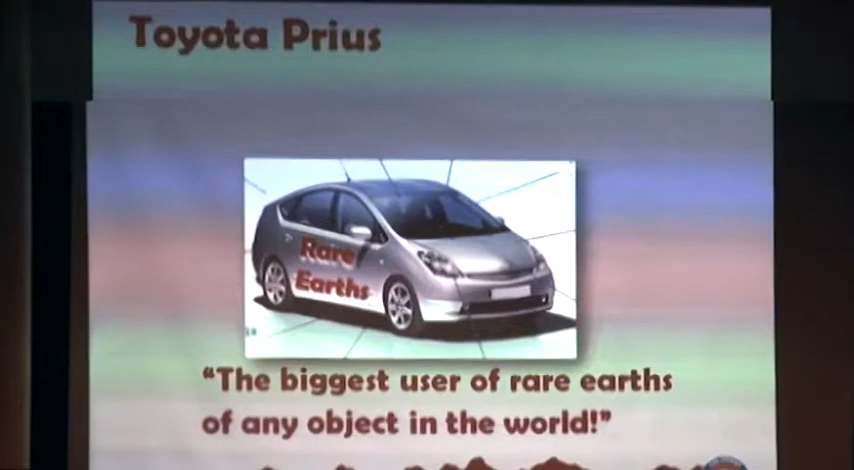 Toyota Prius
Rare
Earths
“The biggest user of rare earths
of any object in the world!”